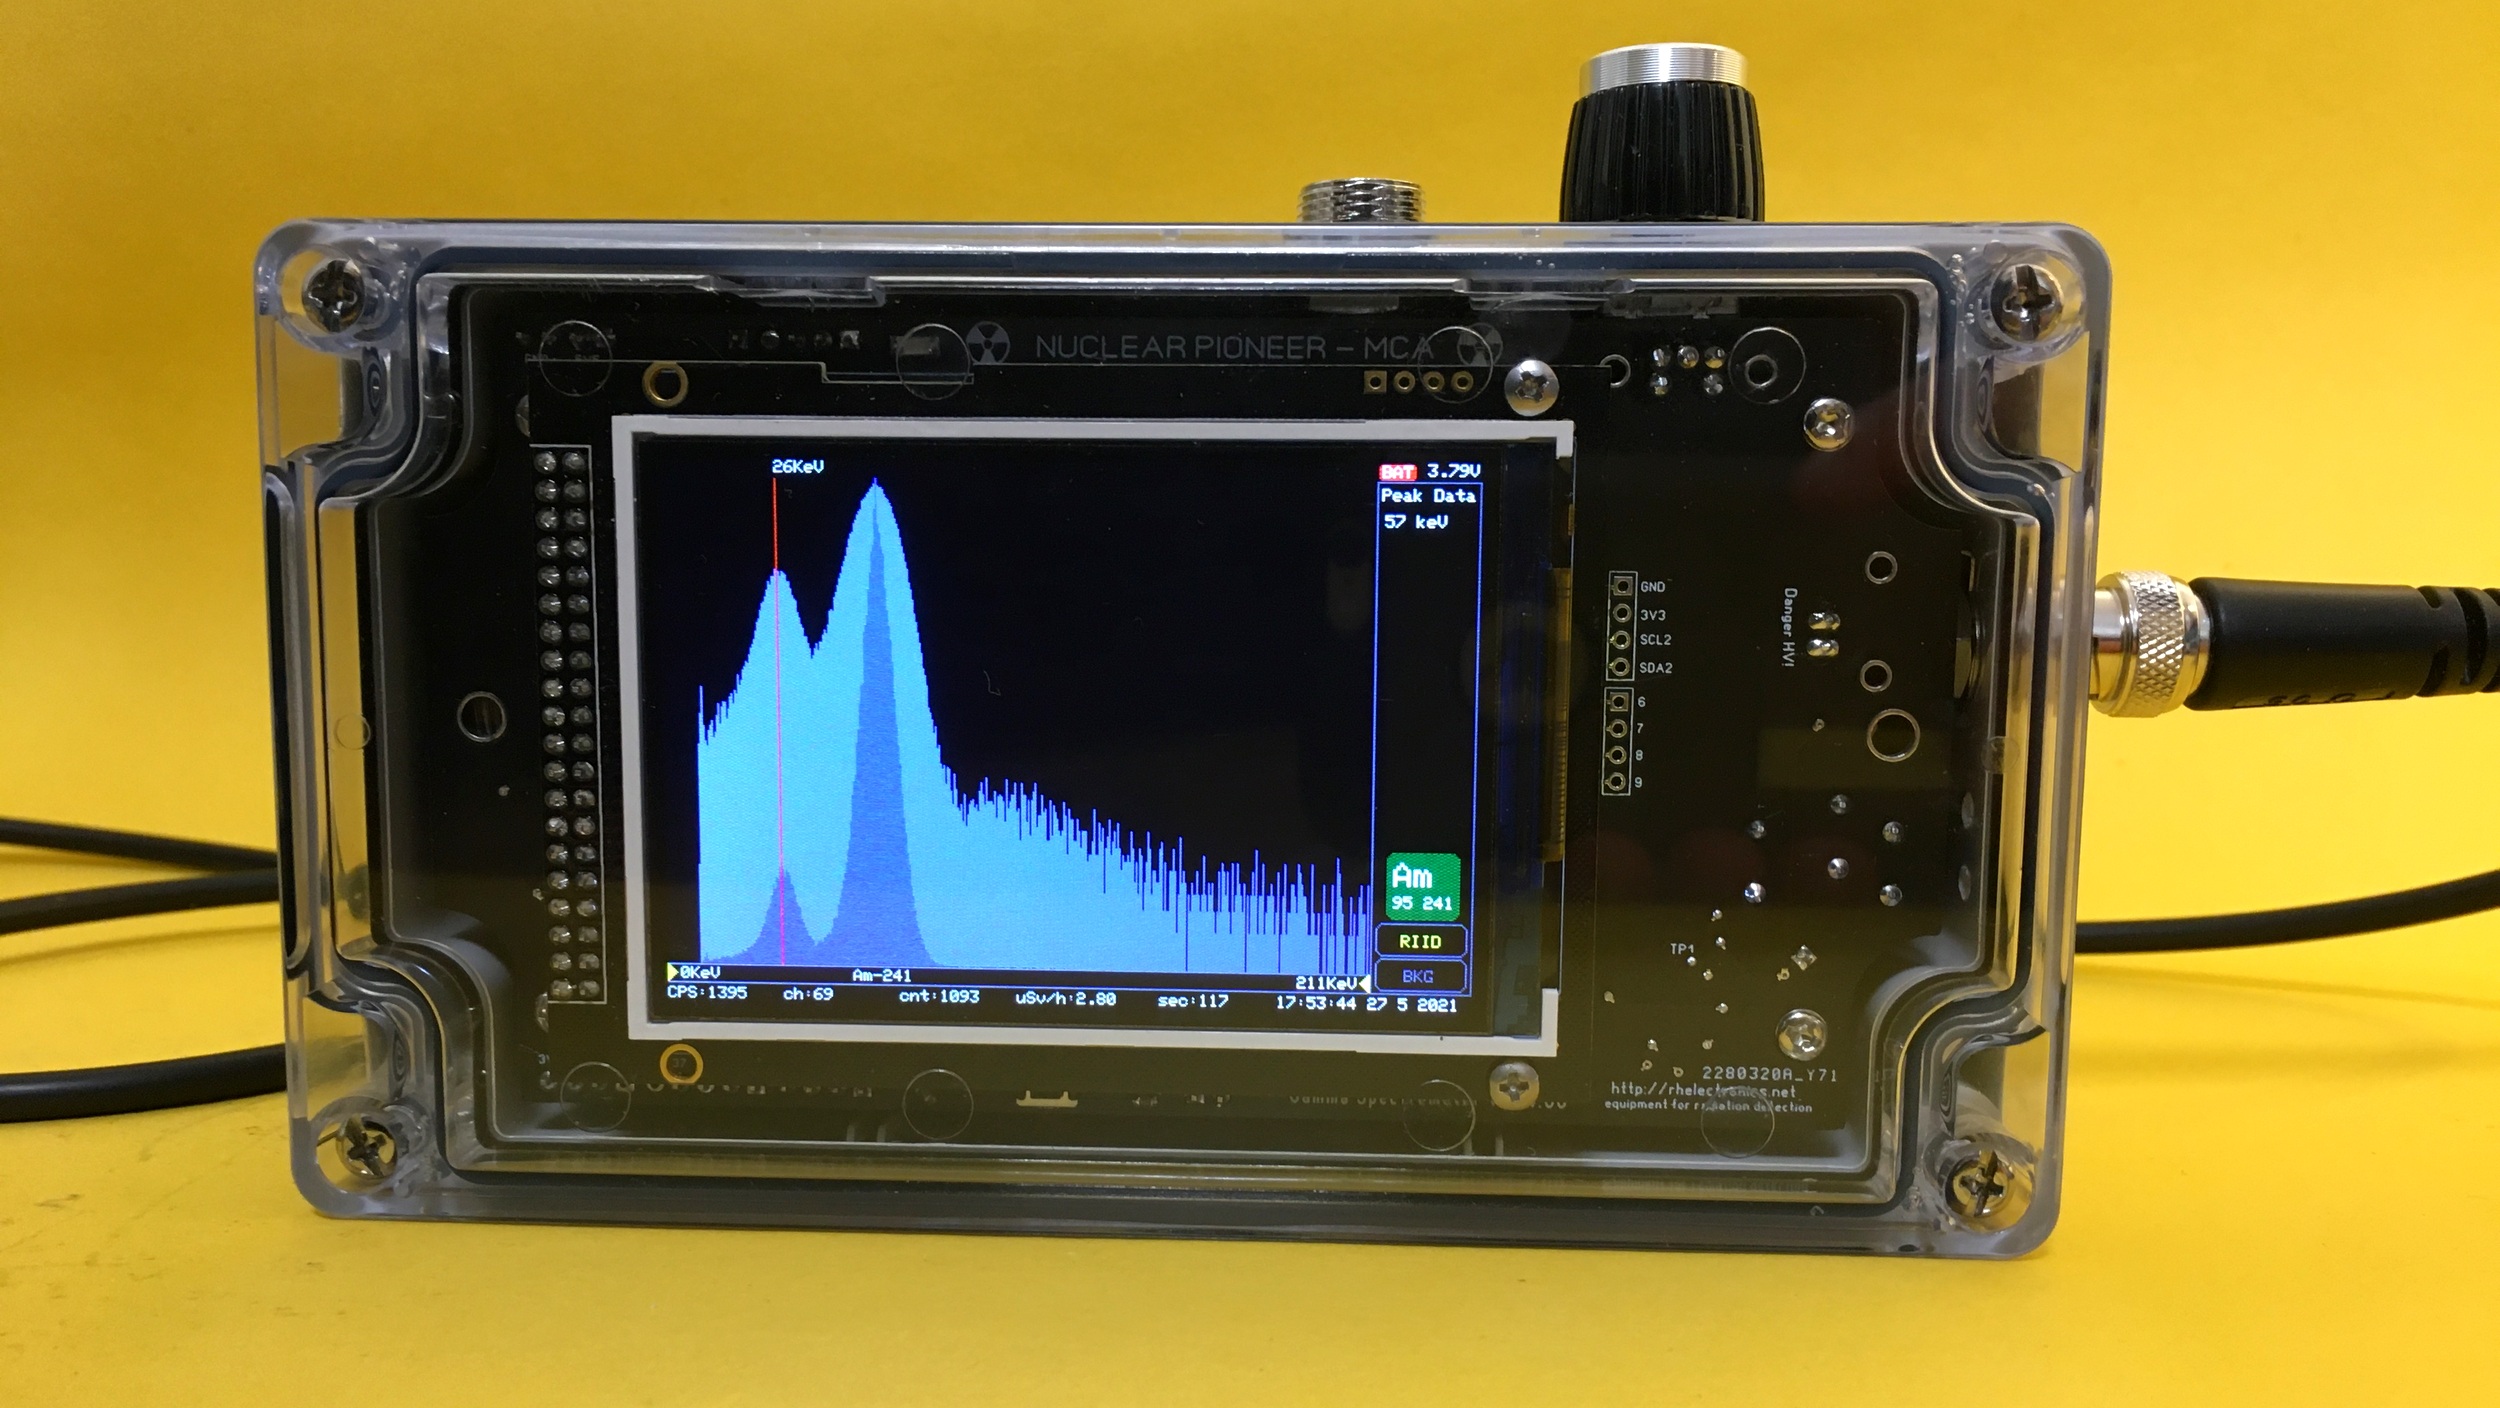 NUCLEAR PIONEER - MCA
26KeV
BAT 3.79V
Peak Data
57 keV
Am
95 241
RIID
BKG
0KeV Am-241 211KeV
CPS:1395 ch:69 cnt:1093 uSv/h:2.80 sec:117 17:53:44 27 5 2021
GND
3V3
SCL2
SDA2
6
7
8
9
Danger HV!
TP1
37
2280320A_Y71
http://rhelectronics.net
equipment for radiation detection